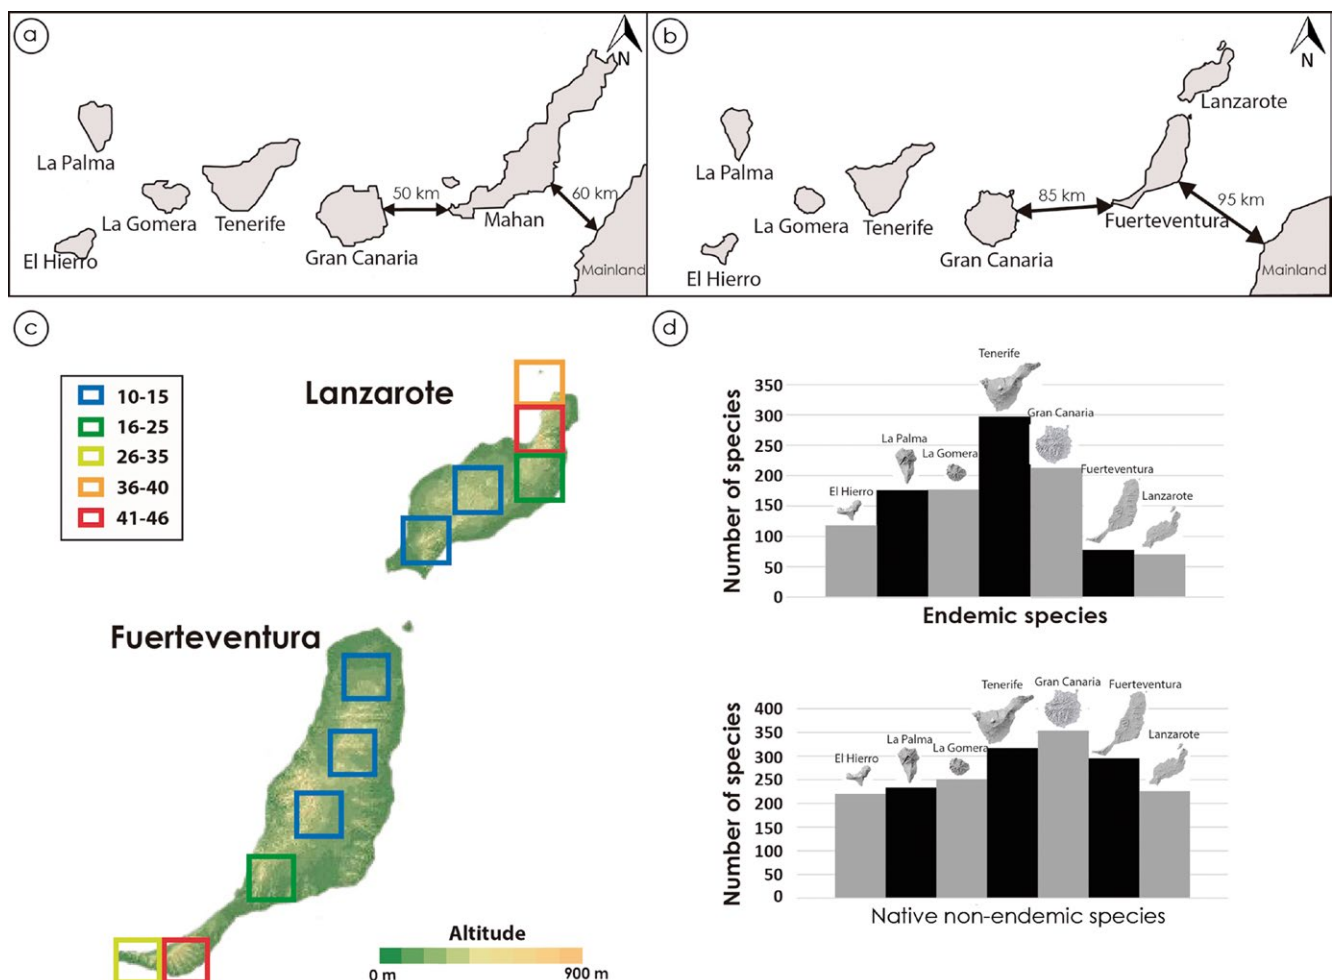 a
N
La Palma
La Gomera
Tenerife
El Hierro
Gran Canaria
50 km
Mahan
60 km
Mainland
b
N
Lanzarote
La Palma
La Gomera
Tenerife
El Hierro
Gran Canaria
85 km
Fuerteventura
95 km
Mainland
c
10-15
16-25
26-35
36-40
41-46
Lanzarote
Fuerteventura
Altitude
0 m
900 m
d
Number of species
350
300
250
200
150
100
50
0
El Hierro
La Palma
La Gomera
Tenerife
Gran Canaria
Fuerteventura
Lanzarote
Endemic species
Number of species
400
350
300
250
200
150
100
50
0
El Hierro
La Palma
La Gomera
Tenerife
Gran Canaria
Fuerteventura
Lanzarote
Native non-endemic species